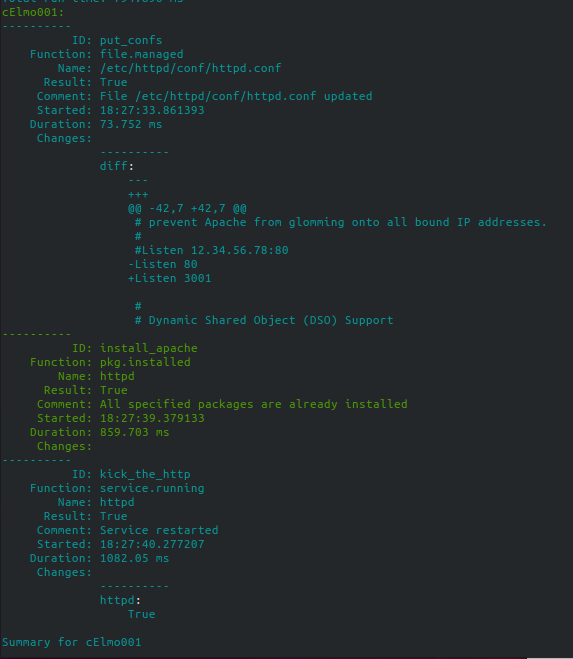 Total run time: 794.898 ms
cElmo001:
----------
          ID: put_confs
    Function: file.managed
        Name: /etc/httpd/conf/httpd.conf
      Result: True
     Comment: File /etc/httpd/conf/httpd.conf updated
     Started: 18:27:33.861393
    Duration: 73.752 ms
     Changes:
              ----------
              diff:
                  ---
                  +++
                  @@ -42,7 +42,7 @@
                   # prevent Apache from glomming onto all bound IP addresses.
                   #
                   #Listen 12.34.56.78:80
                  -Listen 80
                  +Listen 3001

                   #
                   # Dynamic Shared Object (DSO) Support
----------
          ID: install_apache
    Function: pkg.installed
        Name: httpd
      Result: True
     Comment: All specified packages are already installed
     Started: 18:27:39.379133
    Duration: 859.703 ms
     Changes:
----------
          ID: kick_the_http
    Function: service.running
        Name: httpd
      Result: True
     Comment: Service restarted
     Started: 18:27:40.277207
    Duration: 1082.05 ms
     Changes:
              ----------
              httpd:
                  True

Summary for cElmo001